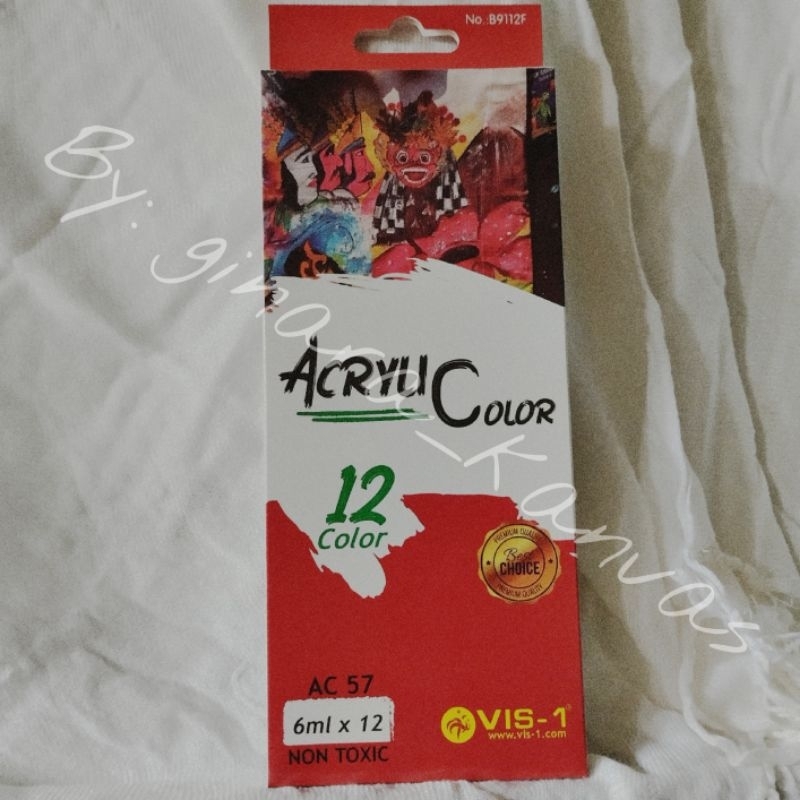 No.:B9112F
By: ginara_kanvas
ACRYLIC COLOR
12
Color
PREMIUM QUALITY
Best
CHOICE
PREMIUM QUALITY
AC 57
6ml x 12
NON TOXIC
VIS-1
www.vis-1.com